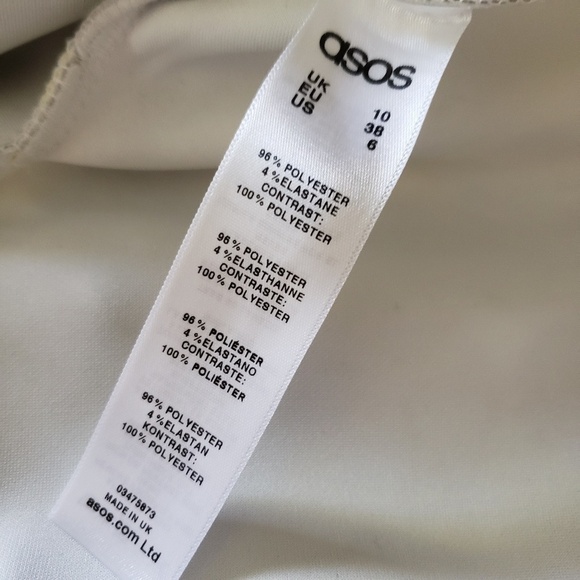 asos
UK 10
EU 38
US 6
96% POLYESTER
4%ELASTANE
CONTRAST:
100% POLYESTER
96% POLYESTER
4%ELASTHANNE
CONTRASTE:
100% POLYESTER
96% POLIÉSTER
4%ELASTANO
CONTRASTE:
100% POLIÉSTER
96% POLYESTER
4%ELASTAN
KONTRAST:
100% POLYESTER
03475873
MADE IN UK
asos.com Ltd